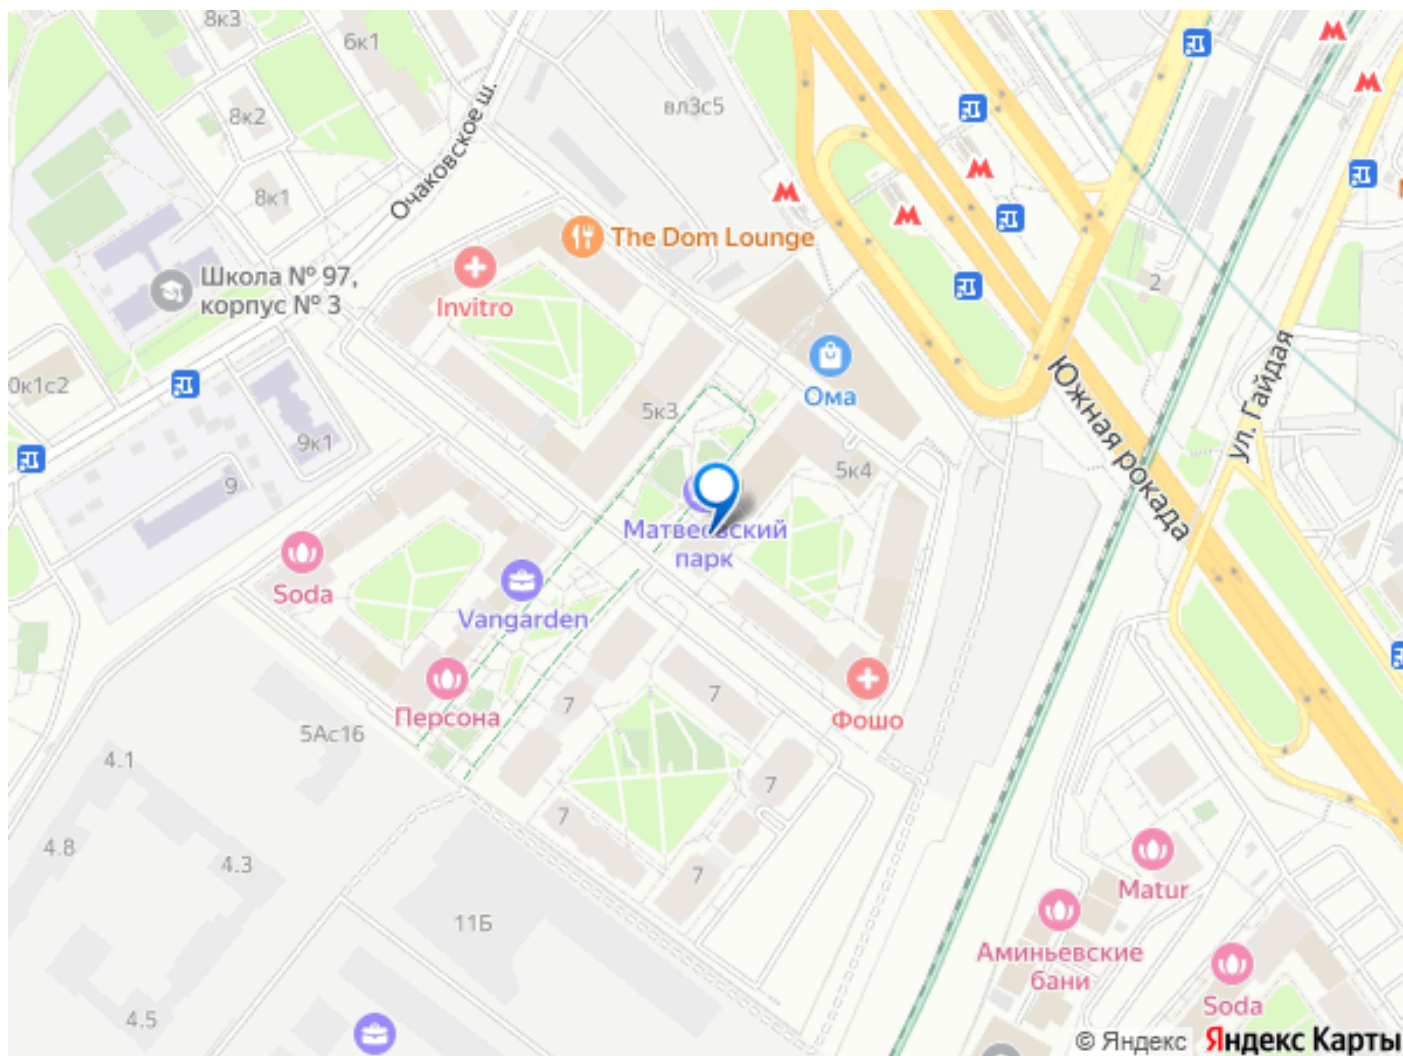 8к3
6к1
8к2
8к1
Очаковское ш.
вл3с5
The Dom Lounge
Школа № 97,
корпус № 3
Invitro
2
0к1с2
5к3
Ома
ул. Гайдая
Южная рокада
9к1
9
5к4
Матвеевский
парк
Soda
Vangarden
Персона
7
7
Фошо
5Ас16
4.1
7
7
4.8
4.3
7
Matur
11Б
Аминьевские
бани
Soda
4.5
© Яндекс Яндекс Карты